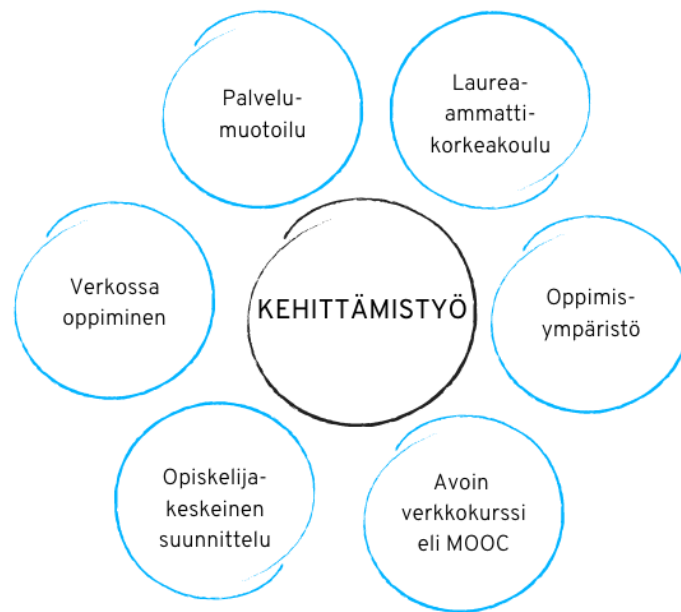 Palvelu-
muotoilu
Laurea-
ammatti-
korkeakoulu
Verkossa
oppiminen
KEHITTÄMISTYÖ
Oppimis-
ympäristö
Opiskelija-
keskeinen
suunnittelu
Avoin
verkkokurssi
eli MOOC